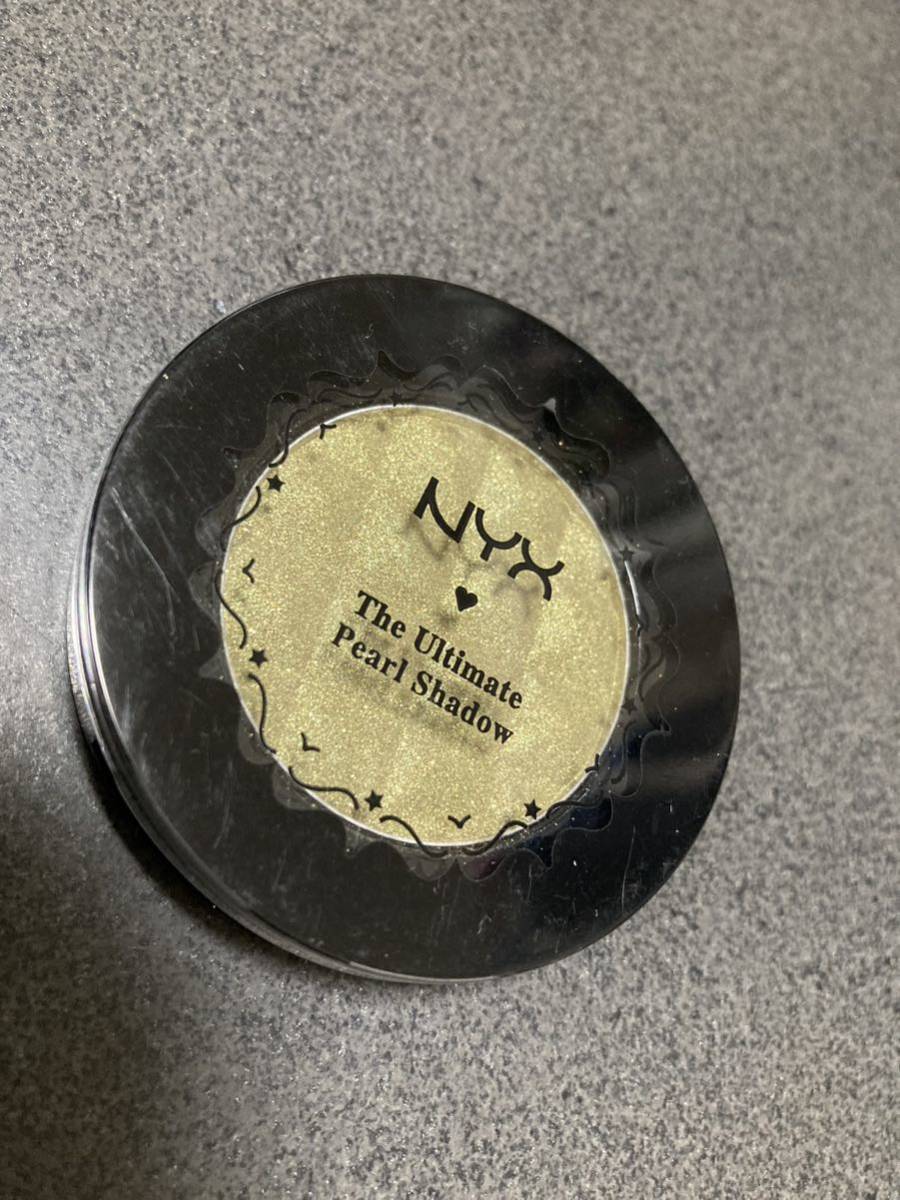 NYX
The Ultimate
Pearl Shadow